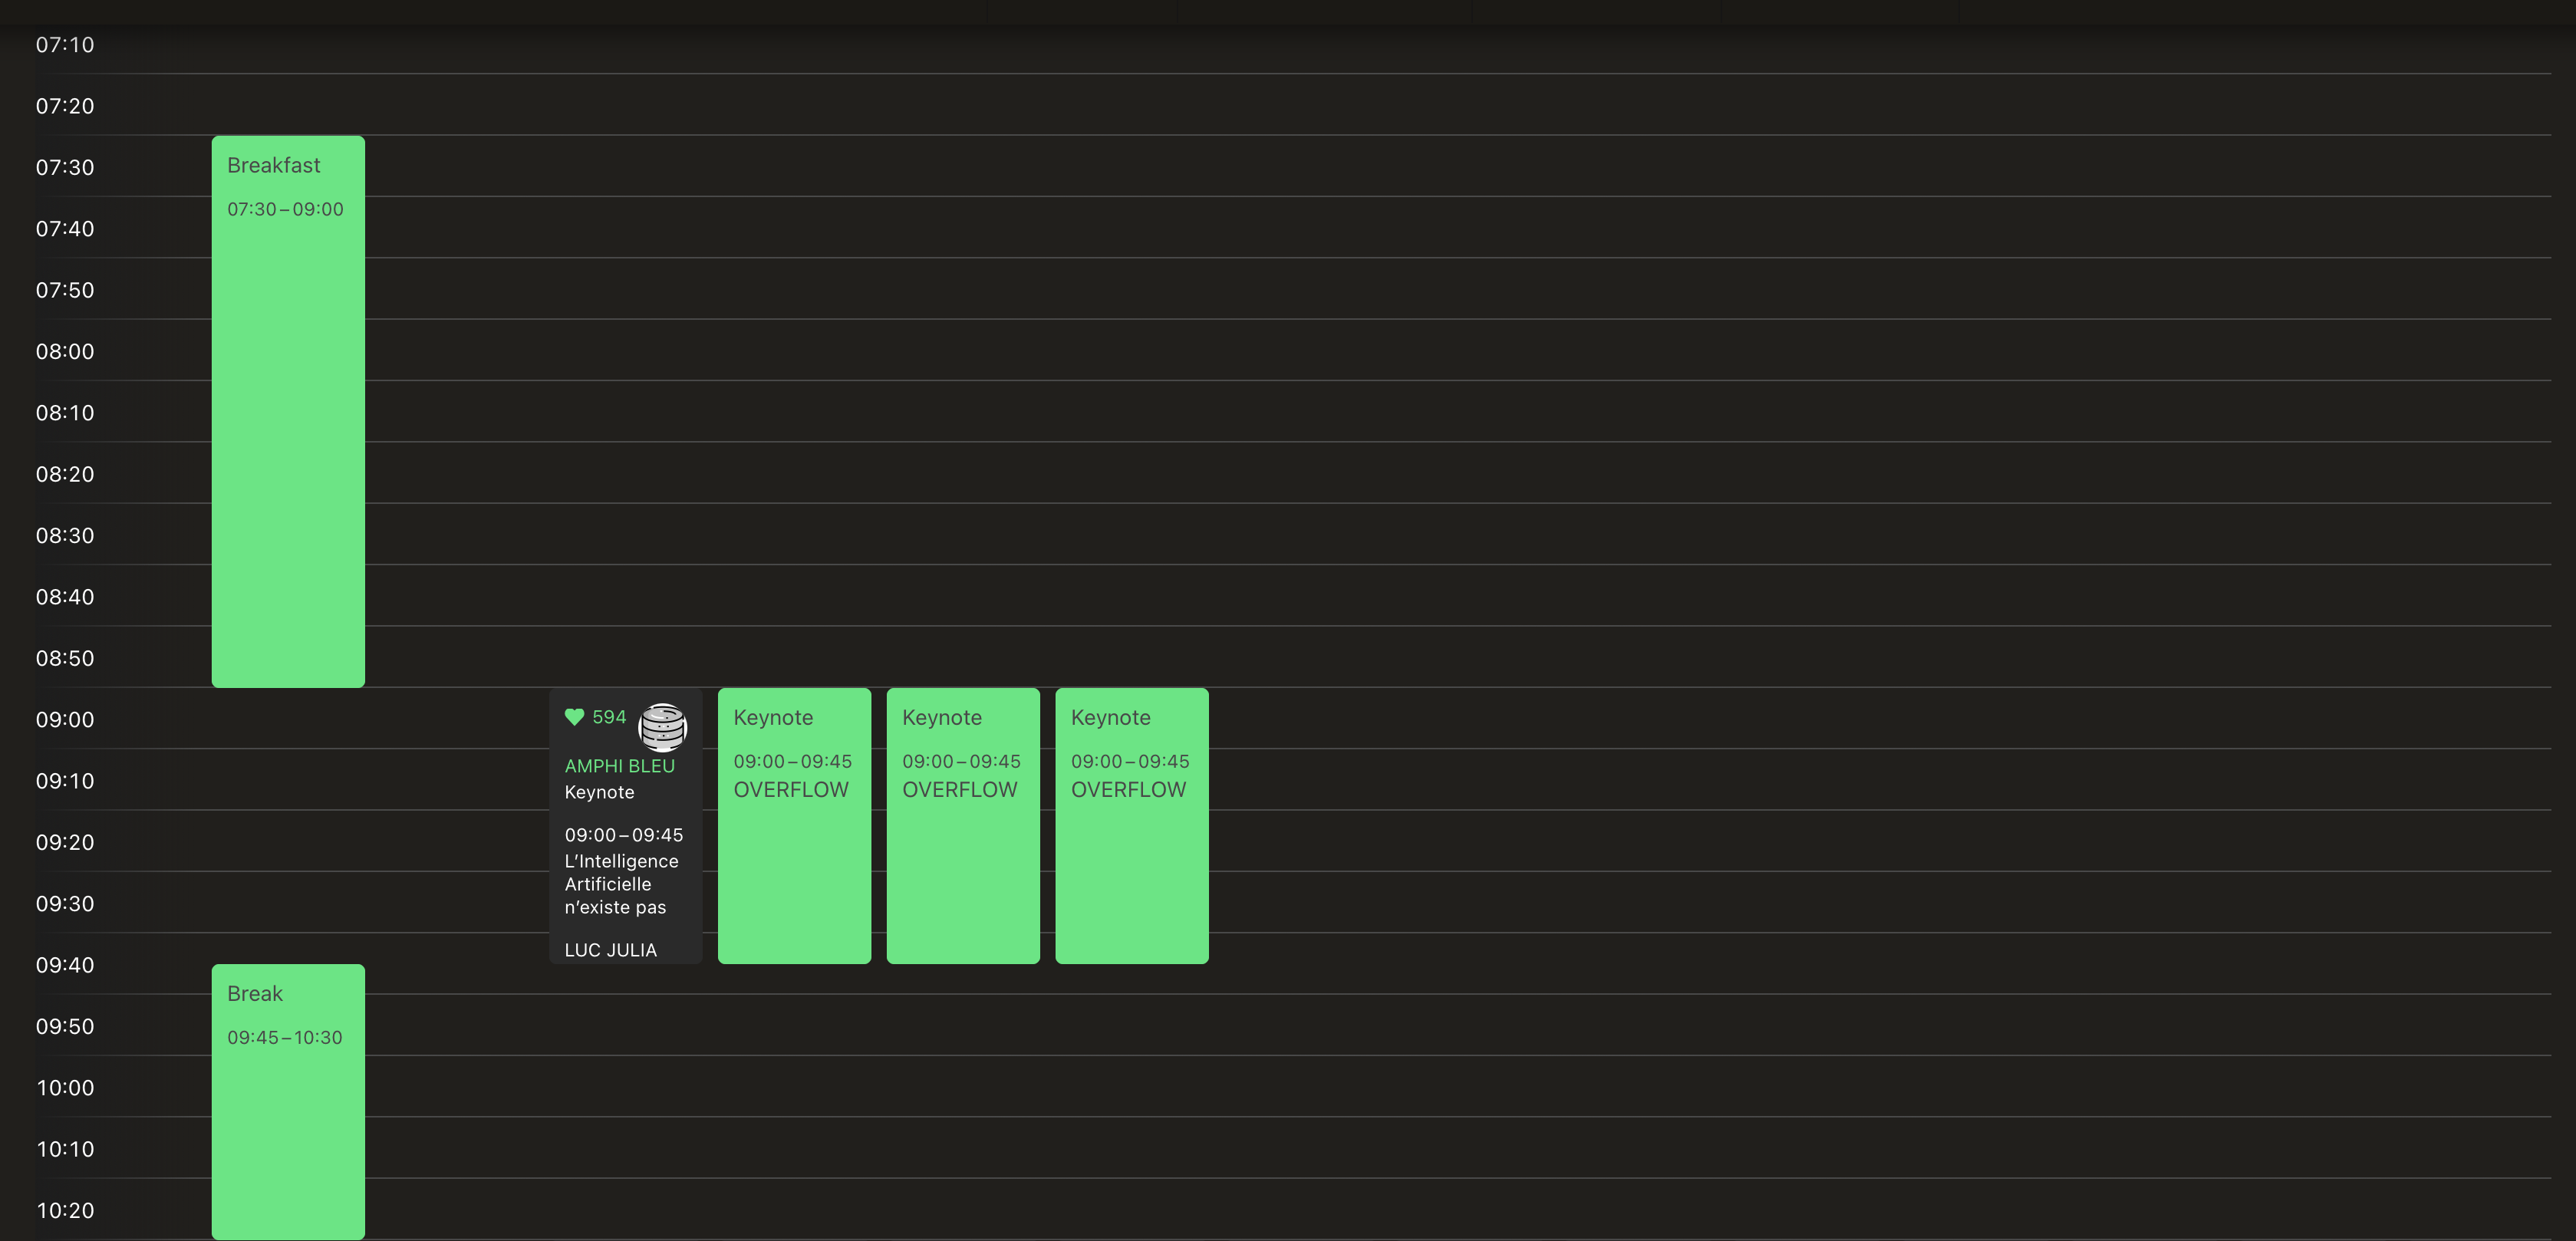 07:10
07:20
07:30
07:40
07:50
08:00
08:10
08:20
08:30
08:40
08:50
09:00
09:10
09:20
09:30
09:40
09:50
10:00
10:10
10:20
Breakfast
07:30–09:00
Break
09:45–10:30
594
AMPHI BLEU
Keynote
09:00–09:45
L’Intelligence
Artificielle
n’existe pas
LUC JULIA
Keynote
09:00–09:45
OVERFLOW
Keynote
09:00–09:45
OVERFLOW
Keynote
09:00–09:45
OVERFLOW